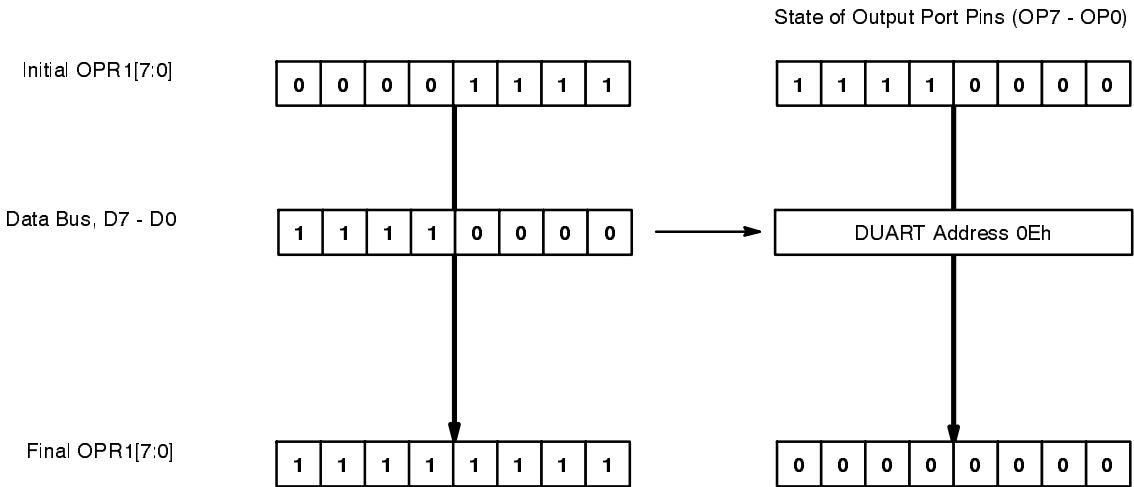 State of Output Port Pins (OP7 - OP0)
Initial OPR1[7:0]
0 0 0 0 1 1 1 1
1 1 1 1 0 0 0 0
Data Bus, D7 - D0
1 1 1 1 0 0 0 0
DUART Address 0Eh
Final OPR1[7:0]
1 1 1 1 1 1 1 1
0 0 0 0 0 0 0 0